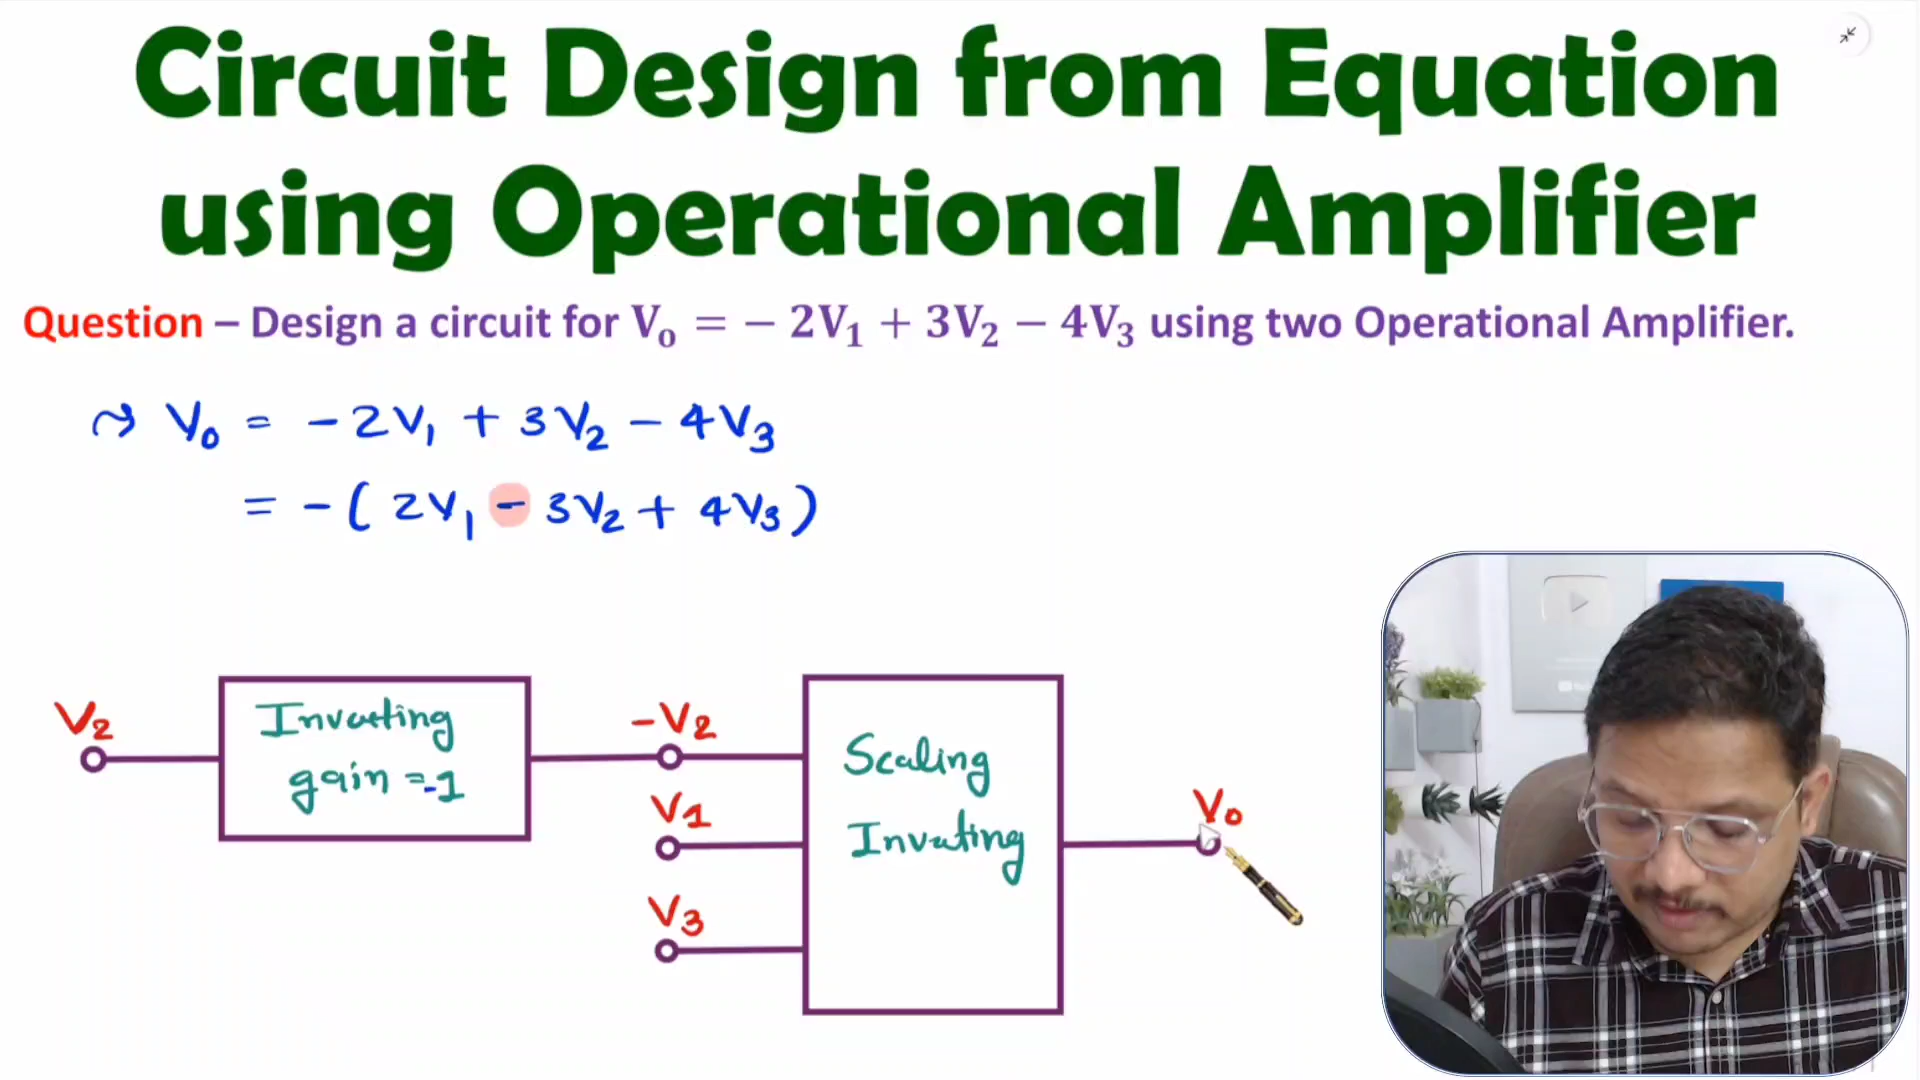 Circuit Design from Equation
using Operational Amplifier
Question – Design a circuit for V₀ = − 2V₁ + 3V₂ − 4V₃ using two Operational Amplifier.
V₀ = -2V₁ + 3V₂ - 4V₃
= - ( 2V₁ - 3V₂ + 4V₃ )
V₂
Inverting
gain = -1
-V₂
V₁
V₃
Scaling
Inverting
V₀